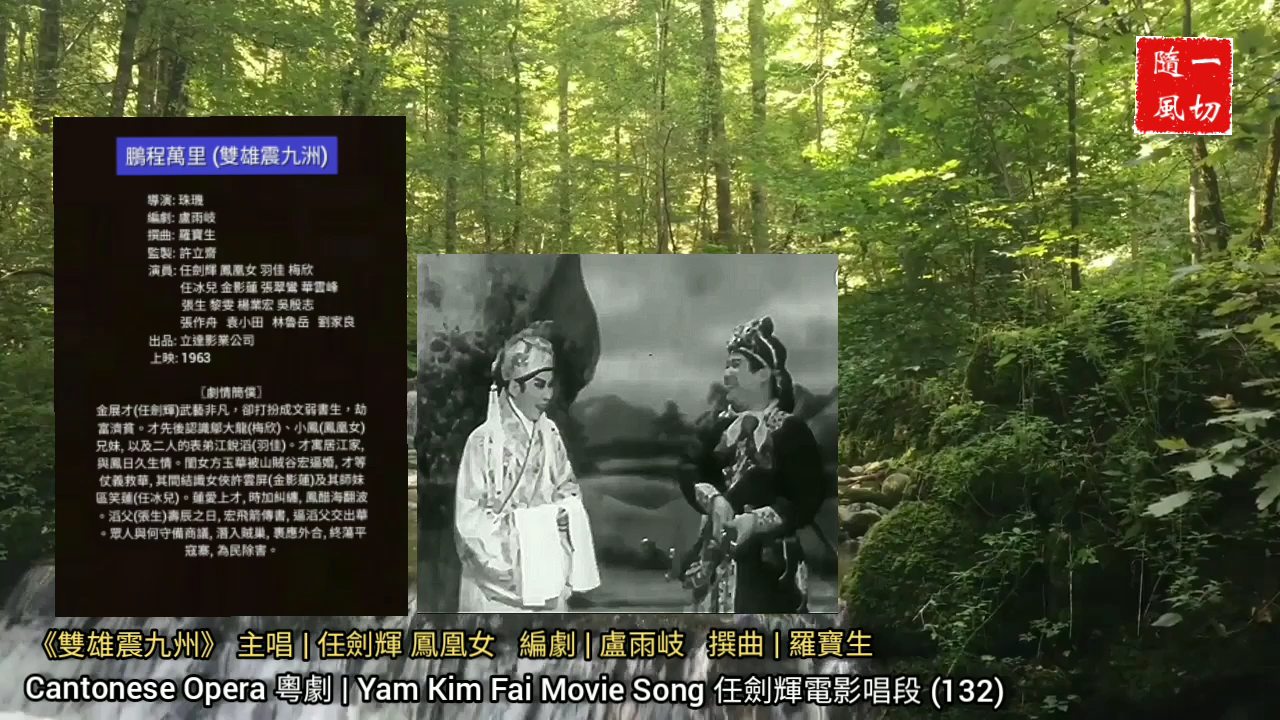 一切
隨風
鵬程萬里 (雙雄震九洲)
導演: 珠璣
編劇: 盧雨岐
撰曲: 羅寶生
監製: 許立齋
演員: 任劍輝 鳳凰女 羽佳 梅欣
任冰兒 金影蓮 張翠鸞 華雲峰
張生 黎雯 楊業宏 吳殷志
張作舟 袁小田 林魯岳 劉家良
出品: 立達影業公司
上映: 1963
〖劇情簡僕〗
金展才(任劍輝)武藝非凡，卻打扮成文弱書生，劫
富濟貧。才先後認識鄔大龍(梅欣)、小鳳(鳳凰女)
兄妹, 以及二人的表弟江銳滔(羽佳)。才寓居江家,
與鳳日久生情。閨女方玉華被山賊谷宏逼婚, 才等
仗義救華, 其間結識女俠許雲屏(金影蓮)及其師妹
區笑蓮(任冰兒)。蓮愛上才, 時加糾纏, 鳳醋海翻波
。滔父(張生)壽辰之日, 宏飛箭傳書, 逼滔父交出華
。眾人與何守備商議, 潛入賊巢, 裹應外合, 終蕩平
寇寨, 為民除害。
《雙雄震九州》 主唱 | 任劍輝 鳳凰女 編劇 | 盧雨岐 撰曲 | 羅寶生
Cantonese Opera 粵劇 | Yam Kim Fai Movie Song 任劍輝電影唱段 (132)